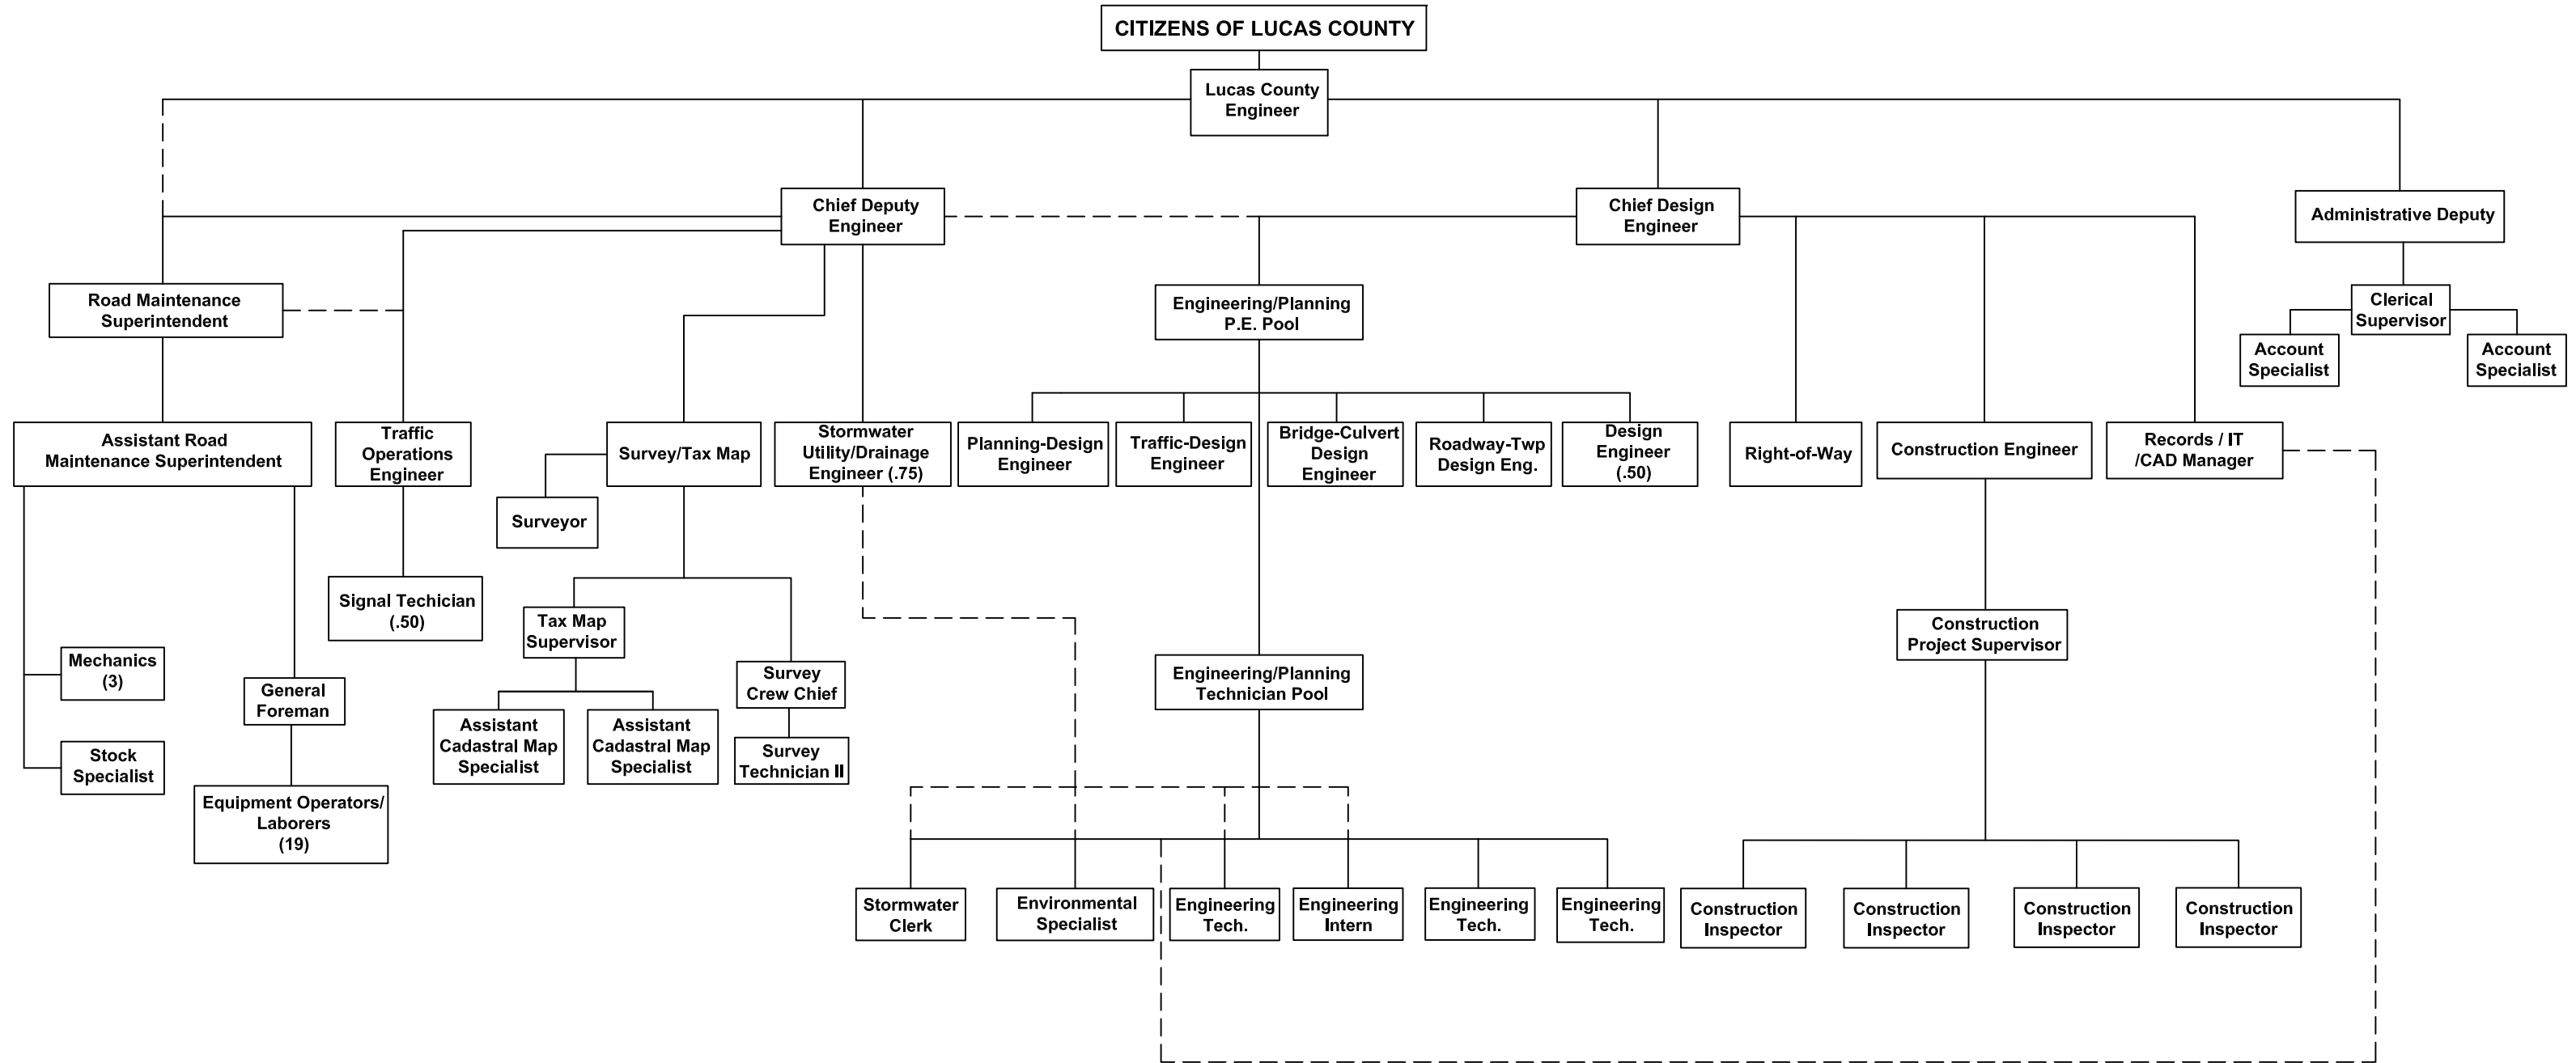 CITIZENS OF LUCAS COUNTY
Lucas County
Engineer
Chief Deputy
Engineer
Chief Design
Engineer
Administrative Deputy
Road Maintenance
Superintendent
Engineering/Planning
P.E. Pool
Clerical
Supervisor
Account
Specialist
Account
Specialist
Assistant Road
Maintenance Superintendent
Traffic
Operations
Engineer
Survey/Tax Map
Stormwater
Utility/Drainage
Engineer (.75)
Planning-Design
Engineer
Traffic-Design
Engineer
Bridge-Culvert
Design
Engineer
Roadway-Twp
Design Eng.
Design
Engineer
(.50)
Right-of-Way
Construction Engineer
Records / IT
/CAD Manager
Surveyor
Signal Techician
(.50)
Tax Map
Supervisor
Construction
Project Supervisor
Mechanics
(3)
General
Foreman
Survey
Crew Chief
Engineering/Planning
Technician Pool
Stock
Specialist
Assistant
Cadastral Map
Specialist
Assistant
Cadastral Map
Specialist
Survey
Technician II
Equipment Operators/
Laborers
(19)
Stormwater
Clerk
Environmental
Specialist
Engineering
Tech.
Engineering
Intern
Engineering
Tech.
Engineering
Tech.
Construction
Inspector
Construction
Inspector
Construction
Inspector
Construction
Inspector